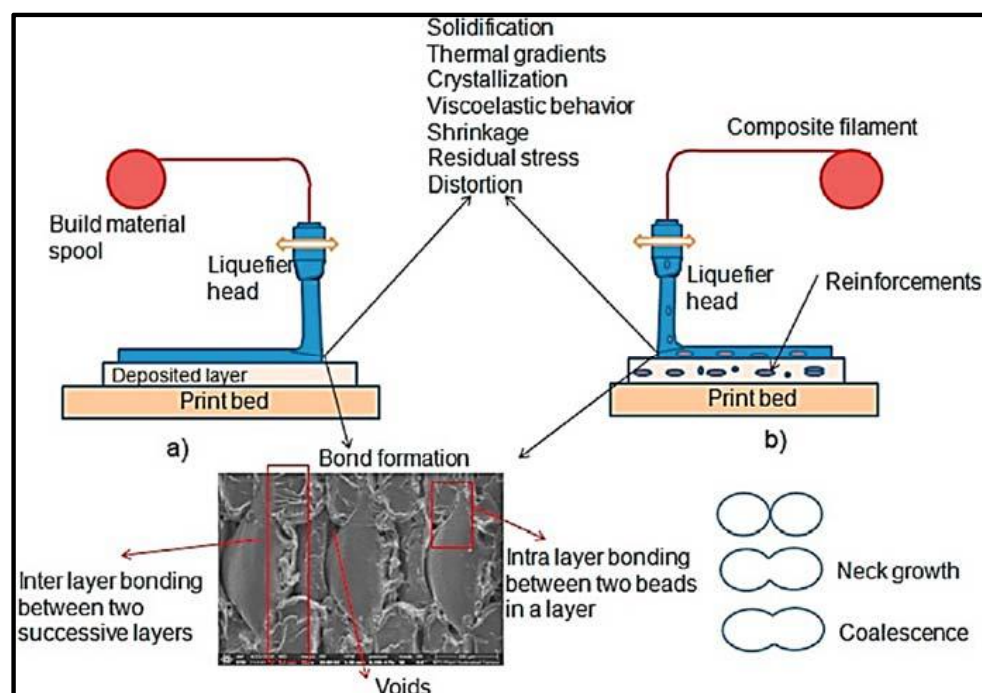 Solidification
Thermal gradients
Crystallization
Viscoelastic behavior
Shrinkage
Residual stress
Distortion
Build material
spool
Liquefier
head
Deposited layer
Print bed
a)
Composite filament
Liquefier
head
Reinforcements
Print bed
b)
Bond formation
Inter layer bonding
between two
successive layers
Voids
Intra layer bonding
between two beads
in a layer
Neck growth
Coalescence